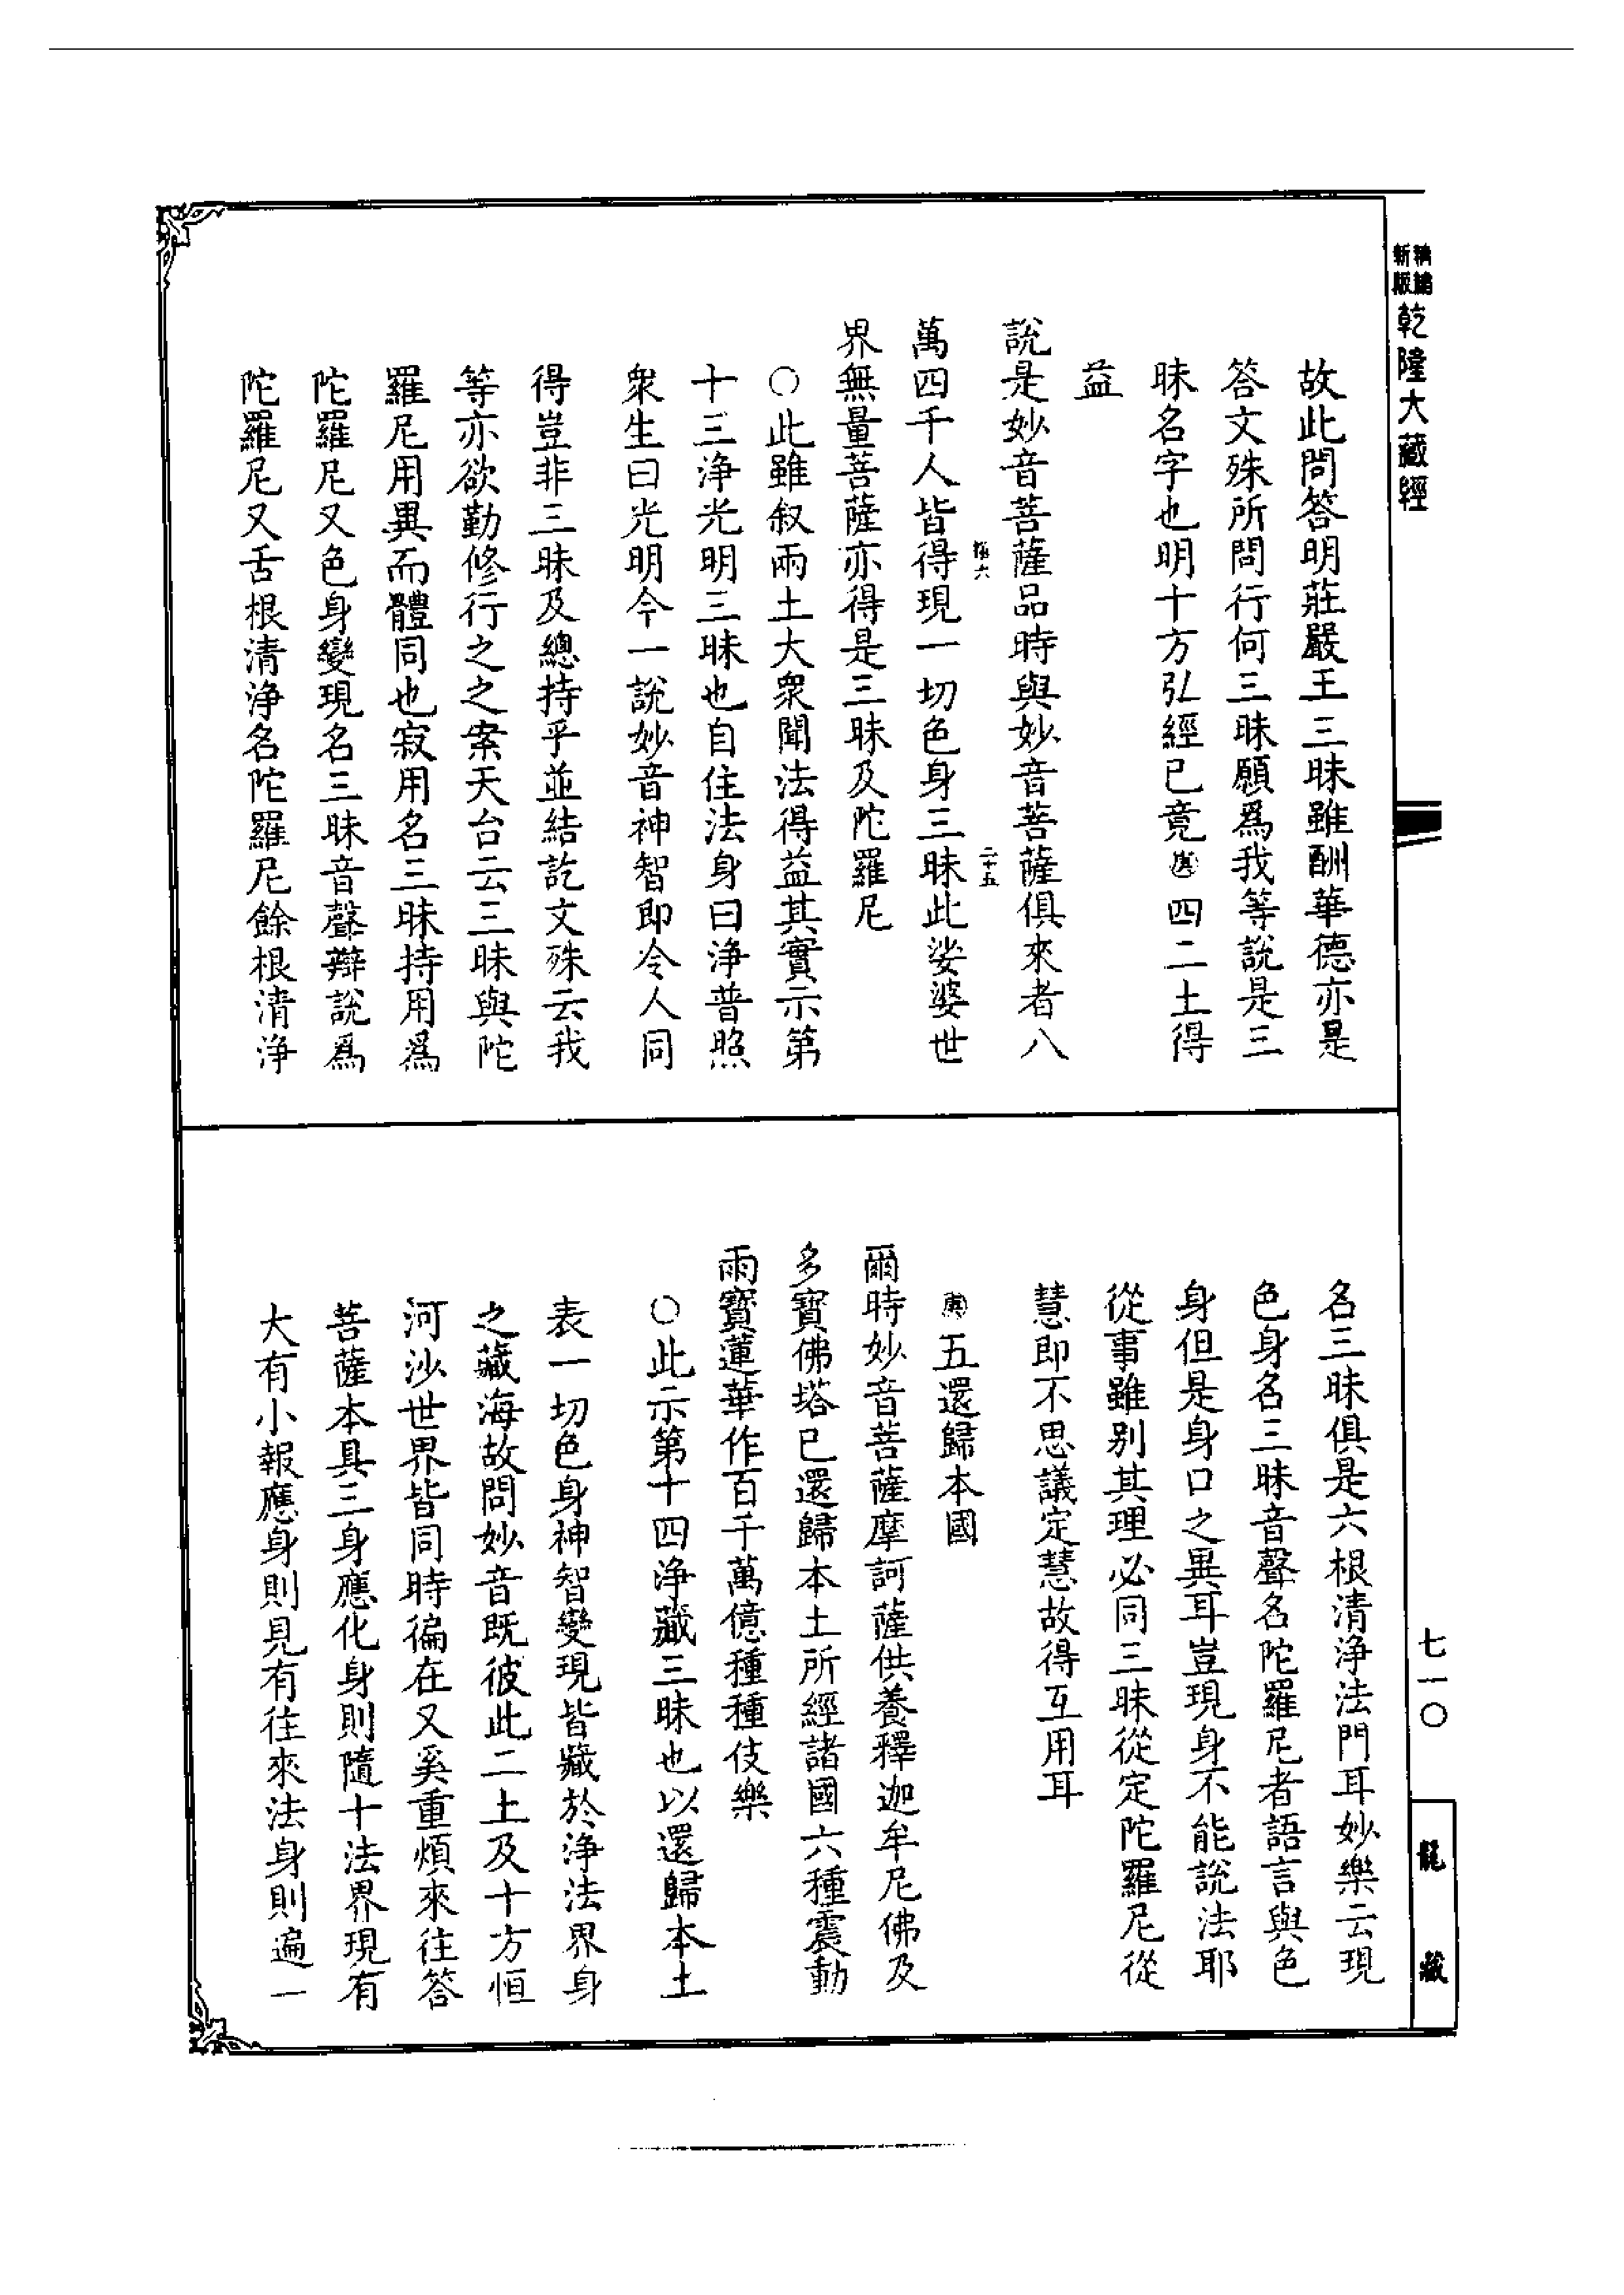 新版精編乾隆大藏經
故此問答明莊嚴王三昧雖酬華德亦是
答文殊所問行何三昧願為我等說是三
昧名字也明十方弘經已竟㊂四二土得
益
說是妙音菩薩品時與妙音菩薩俱來者八
二十五
萬四千人皆得現一切色身三昧此娑婆世
界無量菩薩亦得是三昧及陀羅尼
○此雖叙兩土大衆聞法得益其實示第
十三淨光明三昧也自住法身曰淨普照
衆生曰光明今一說妙音神智即令人同
得豈非三昧及總持乎並結訖文殊云我
等亦欲勤修行之之案天台云三昧與陀
羅尼用異而體同也寂用名三昧持用爲
陀羅尼又色身變現名三昧音聲辯說爲
陀羅尼又舌根清淨名陀羅尼餘根清淨
名三昧俱是六根清淨法門耳妙樂云現
色身名三昧音聲名陀羅尼者語言與色
身但是身口之異耳豈現身不能說法耶
從事雖別其理必同三昧從定陀羅尼從
慧即不思議定慧故得互用耳
五還歸本國
爾時妙音菩薩摩訶薩供養釋迦牟尼佛及
多寶佛塔已還歸本土所經諸國六種震動
雨寶蓮華作百千萬億種種伎樂
○此示第十四淨藏三昧也以還歸本土
表一切色身神智變現皆藏於淨法界身
之藏海故問妙音既彼此二土及十方恒
河沙世界皆同時徧在又奚重煩來往答
菩薩本具三身應化身則隨十法界現有
大有小報應身則見有往來法身則遍一
七一〇
龍藏